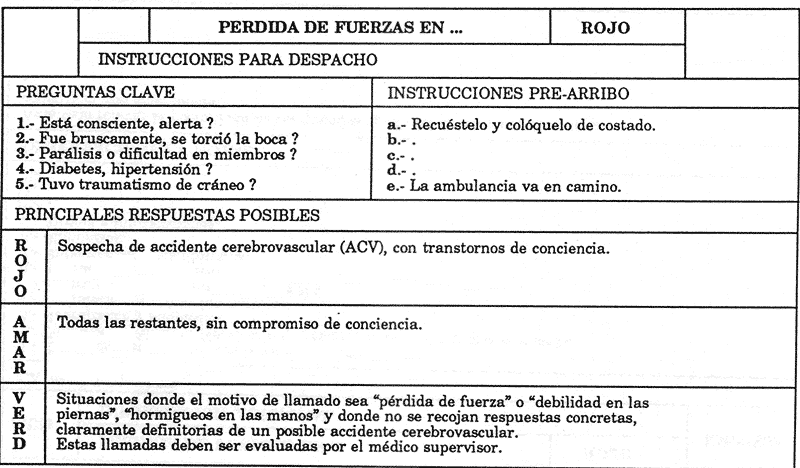 PERDIDA DE FUERZAS EN ... ROJO
INSTRUCCIONES PARA DESPACHO
PREGUNTAS CLAVE
1.- Está consciente, alerta ?
2.- Fue bruscamente, se torció la boca ?
3.- Parálisis o dificultad en miembros ?
4.- Diabetes, hipertensión ?
5.- Tuvo traumatismo de cráneo ?
INSTRUCCIONES PRE-ARRIBO
a.- Recuéstelo y colóquelo de costado.
b.- .
c.- .
d.- .
e.- La ambulancia va en camino.
PRINCIPALES RESPUESTAS POSIBLES
ROJO
Sospecha de accidente cerebrovascular (ACV), con transtornos de conciencia.
AMAR
Todas las restantes, sin compromiso de conciencia.
VERD
Situaciones donde el motivo de llamado sea “pérdida de fuerza” o “debilidad en las
piernas”, “hormigueos en las manos” y donde no se recojan respuestas concretas,
claramente definitorias de un posible accidente cerebrovascular.
Estas llamadas deben ser evaluadas por el médico supervisor.